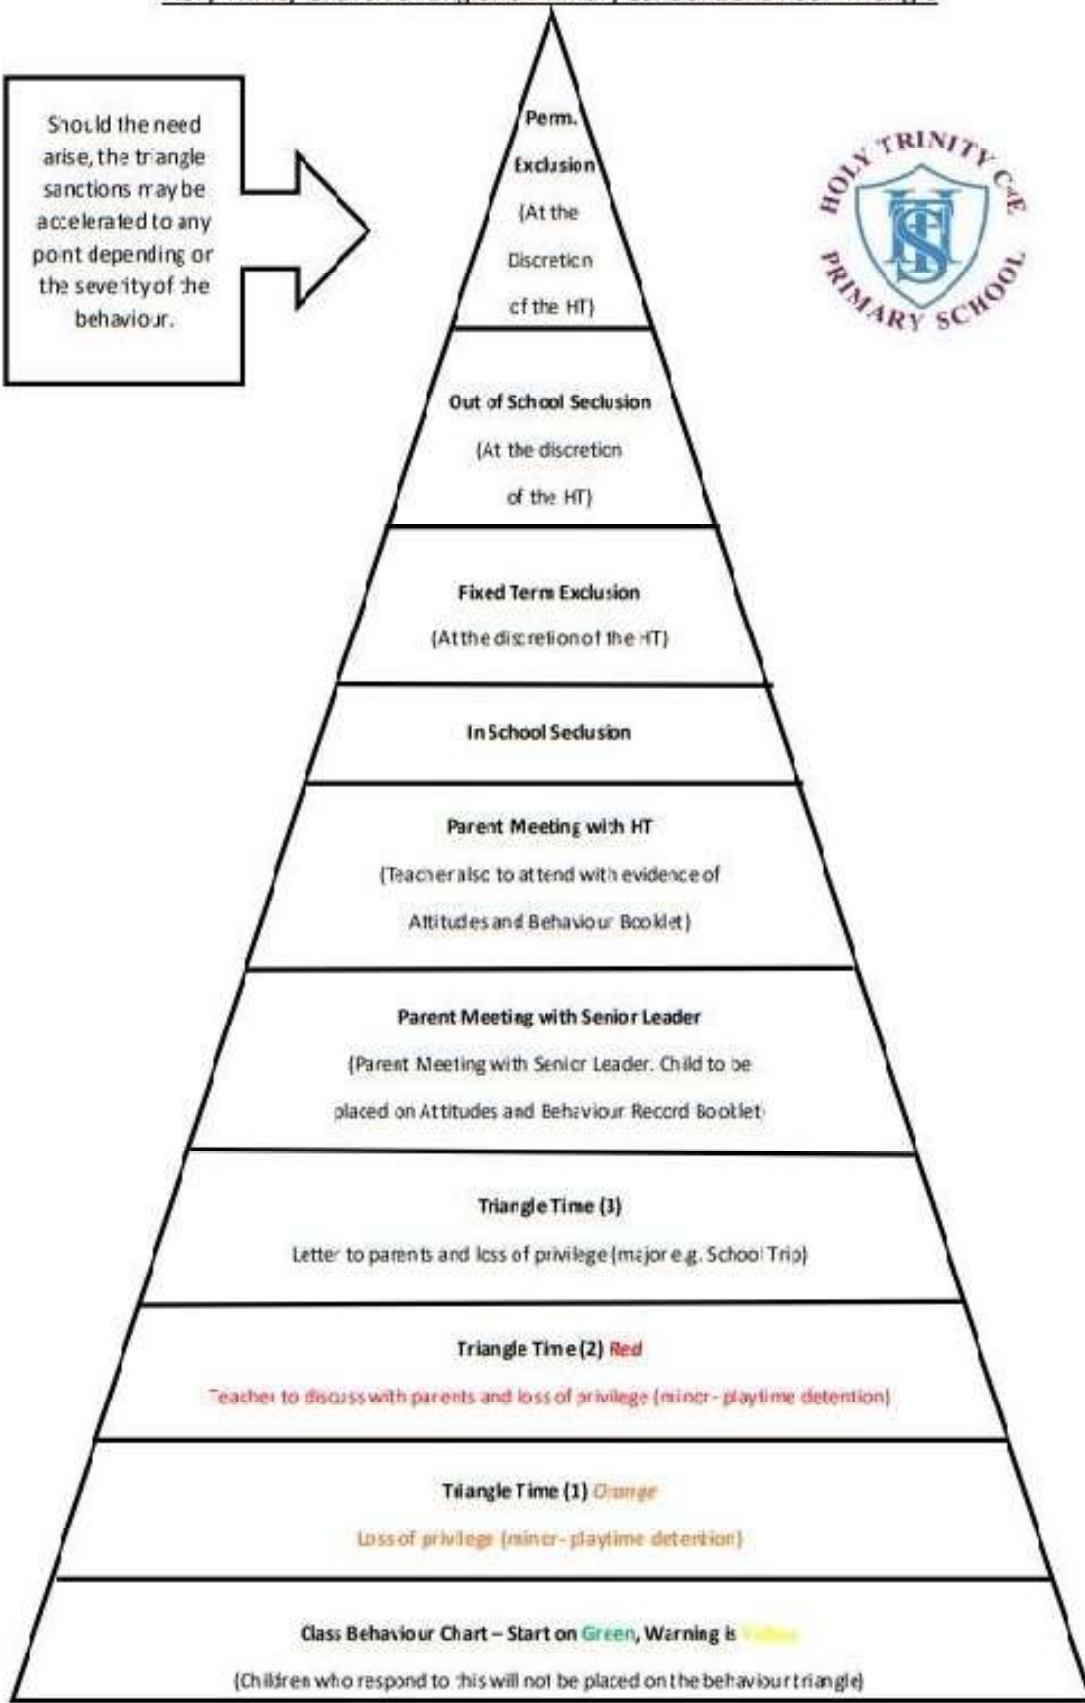 Should the need
arise, the triangle
sanctions may be
accelerated to any
point depending on
the severity of the
behaviour.
HOLY TRINITY CofE
PRIMARY SCHOOL
Perm.
Exclusion
(At the
Discretion
of the HT)
Out of School Seclusion
(At the discretion
of the HT)
Fixed Term Exclusion
(At the discretion of the HT)
In School Seclusion
Parent Meeting with HT
(Teacher also to attend with evidence of
Attitudes and Behaviour Booklet)
Parent Meeting with Senior Leader
(Parent Meeting with Senior Leader. Child to be
placed on Attitudes and Behaviour Record Booklet
Triangle Time (3)
Letter to parents and loss of privilege (major e.g. School Trip)
Triangle Time (2) Red
Teacher to discuss with parents and loss of privilege (minor- playtime detention)
Triangle Time (1) Orange
Loss of privilege (minor- playtime detention)
Class Behaviour Chart – Start on Green, Warning is Yellow
(Children who respond to this will not be placed on the behaviour triangle)